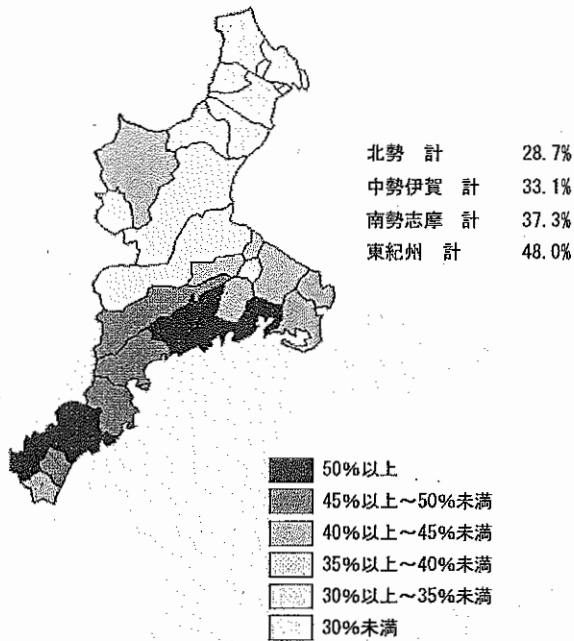 北勢 計 28.7%
中勢伊賀 計 33.1%
南勢志摩 計 37.3%
東紀州 計 48.0%
50%以上
45%以上～50%未満
40%以上～45%未満
35%以上～40%未満
30%以上～35%未満
30%未満